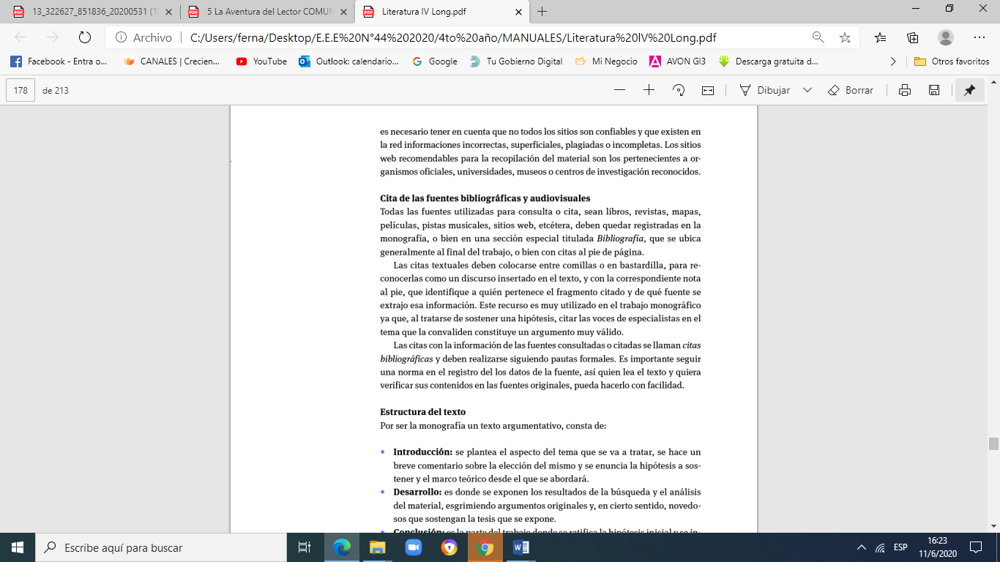 13_322627_851836_20200531 (1)
5 La Aventura del Lector COMUN
Literatura IV Long.pdf
Archivo
C:/Users/ferna/Desktop/E.E.E%20N°44%202020/4to%20año/MANUALES/Literatura%20lV%20Long.pdf
Facebook - Entra o...
CANALES | Crecien...
YouTube
Outlook: calendario...
Google
Tu Gobierno Digital
Mi Negocio
AVON GI3
Descarga gratuita d...
Otros favoritos
178 de 213
Dibujar
Borrar
es necesario tener en cuenta que no todos los sitios son confiables y que existen en
la red informaciones incorrectas, superficiales, plagiadas o incompletas. Los sitios
web recomendables para la recopilación del material son los pertenecientes a or-
ganismos oficiales, universidades, museos o centros de investigación reconocidos.
Cita de las fuentes bibliográficas y audiovisuales
Todas las fuentes utilizadas para consulta o cita, sean libros, revistas, mapas,
películas, pistas musicales, sitios web, etcétera, deben quedar registradas en la
monografía, o bien en una sección especial titulada Bibliografía, que se ubica
generalmente al final del trabajo, o bien con citas al pie de página.
Las citas textuales deben colocarse entre comillas o en bastardilla, para re-
conocerlas como un discurso insertado en el texto, y con la correspondiente nota
al pie, que identifique a quién pertenece el fragmento citado y de qué fuente se
extrajo esa información. Este recurso es muy utilizado en el trabajo monográfico
ya que, al tratarse de sostener una hipótesis, citar las voces de especialistas en el
tema que la convaliden constituye un argumento muy válido.
Las citas con la información de las fuentes consultadas o citadas se llaman citas
bibliográficas y deben realizarse siguiendo pautas formales. Es importante seguir
una norma en el registro del los datos de la fuente, así quien lea el texto y quiera
verificar sus contenidos en las fuentes originales, pueda hacerlo con facilidad.
Estructura del texto
Por ser la monografía un texto argumentativo, consta de:
• Introducción: se plantea el aspecto del tema que se va a tratar, se hace un
breve comentario sobre la elección del mismo y se enuncia la hipótesis a sos-
tener y el marco teórico desde el que se abordará.
• Desarrollo: es donde se exponen los resultados de la búsqueda y el análisis
del material, esgrimiendo argumentos originales y, en cierto sentido, novedo-
sos que sostengan la tesis que se expone.
• Conclusión: es la parte del trabajo donde se ratifica la hipótesis inicial y se in-
Escribe aquí para buscar
ESP
16:23
11/6/2020